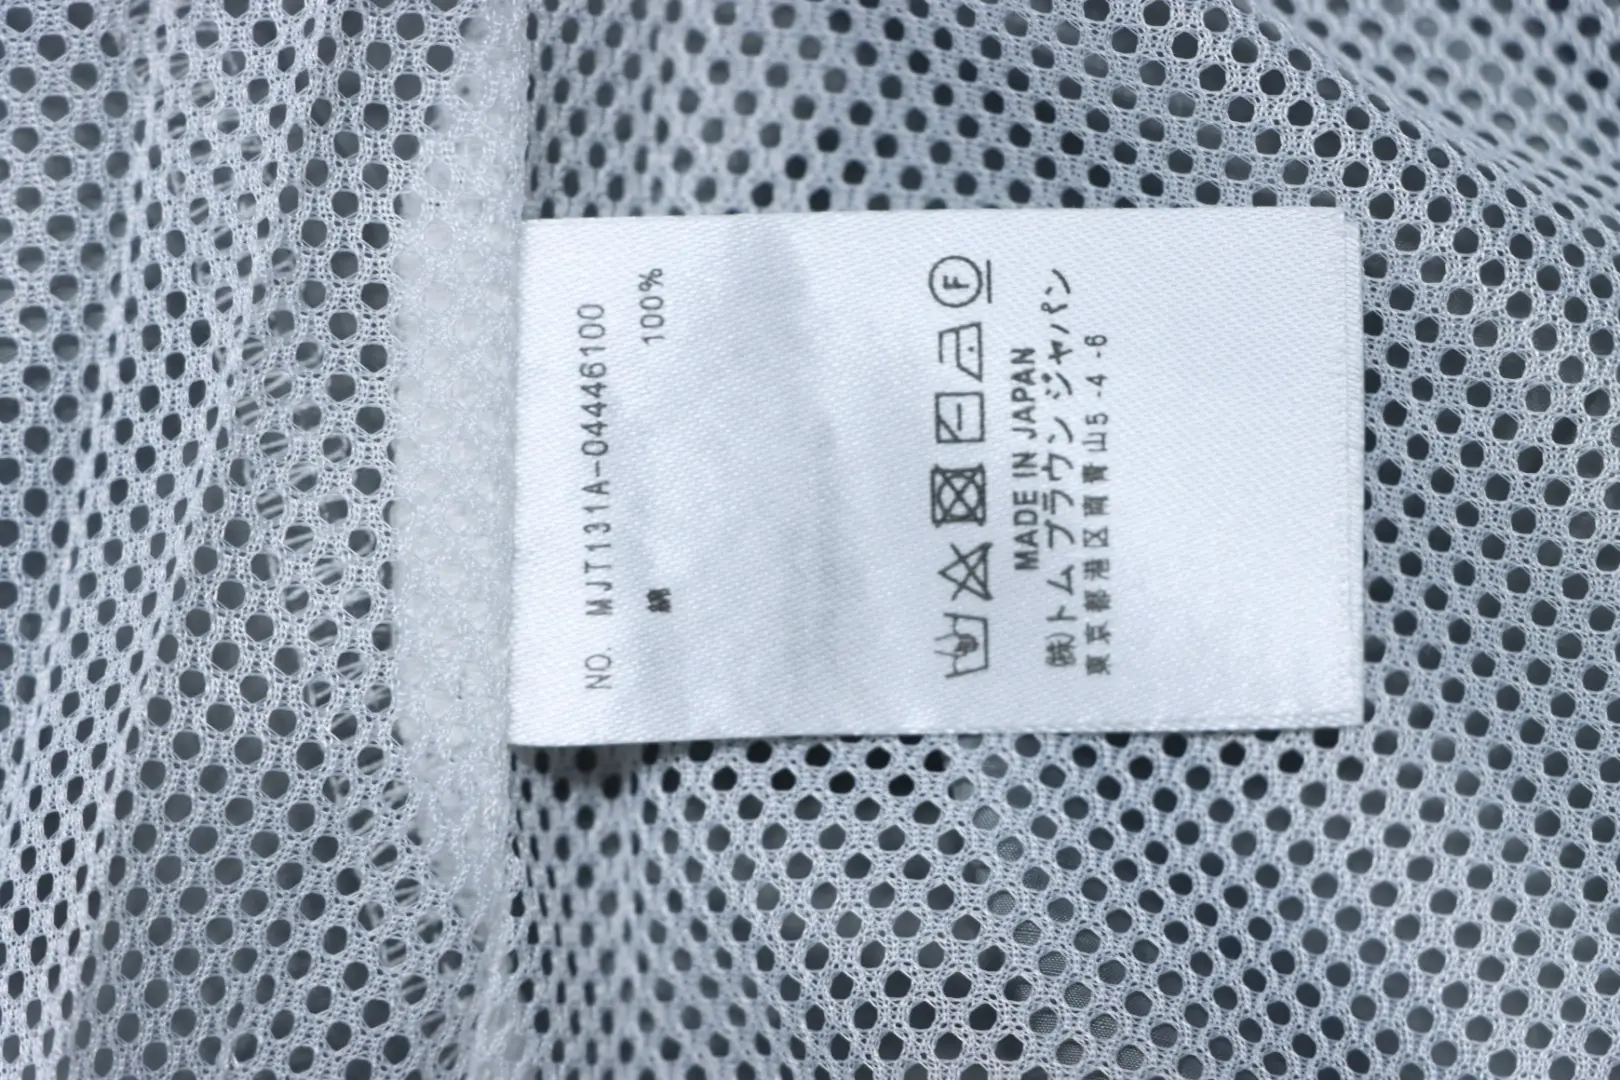 NO. MJT131A-04446100
綿 100%
F
MADE IN JAPAN
㈱トム ブラウン ジャパン
東京都港区南青山5-4-6